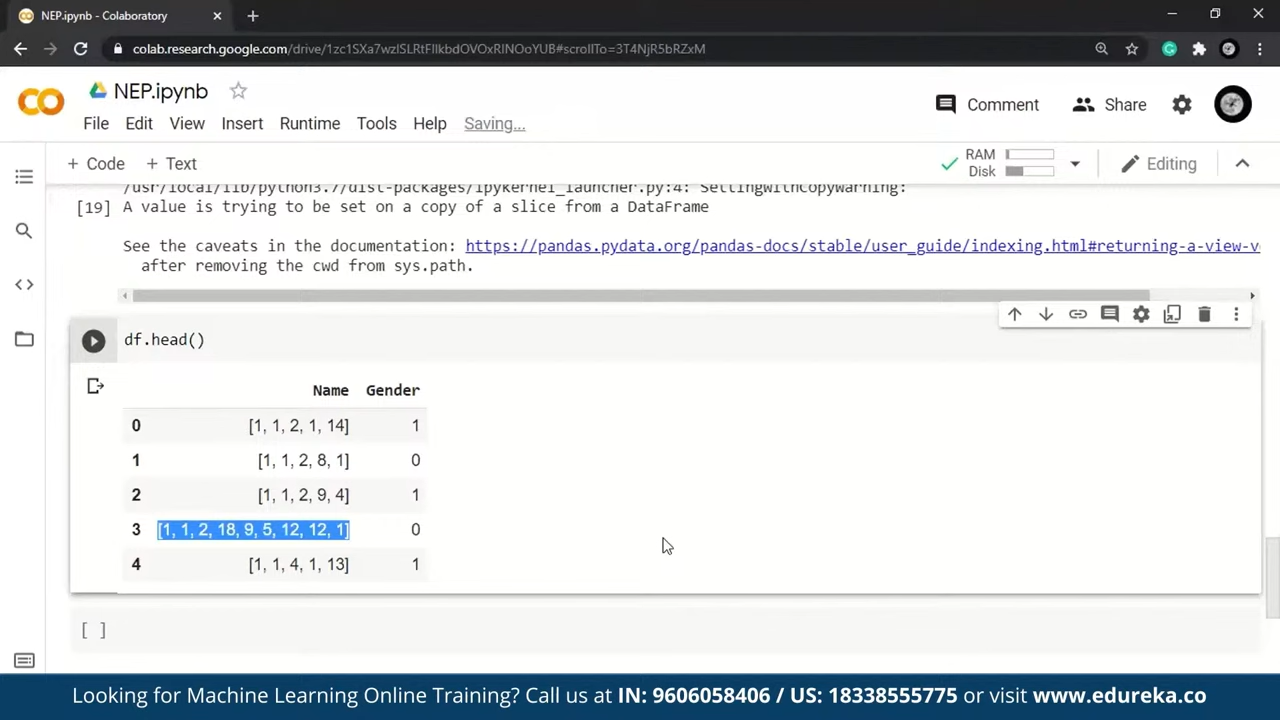 NEP.ipynb - Colaboratory
colab.research.google.com/drive/1zc1SXa7wzlSLRtFIlkbdOVOxRINOoYUB#scrollTo=3T4NjR5bRZxM
NEP.ipynb
Comment
Share
File Edit View Insert Runtime Tools Help Saving...
+ Code + Text
RAM
Disk
Editing
/usr/local/lib/python3.7/dist-packages/ipykernel_launcher.py:4: SettingWithCopyWarning:
[19] A value is trying to be set on a copy of a slice from a DataFrame
See the caveats in the documentation: https://pandas.pydata.org/pandas-docs/stable/user_guide/indexing.html#returning-a-view-v
after removing the cwd from sys.path.
df.head()
Name Gender
0 [1, 1, 2, 1, 14] 1
1 [1, 1, 2, 8, 1] 0
2 [1, 1, 2, 9, 4] 1
3 [1, 1, 2, 18, 9, 5, 12, 12, 1] 0
4 [1, 1, 4, 1, 13] 1
[ ]
Looking for Machine Learning Online Training? Call us at IN: 9606058406 / US: 18338555775 or visit www.edureka.co